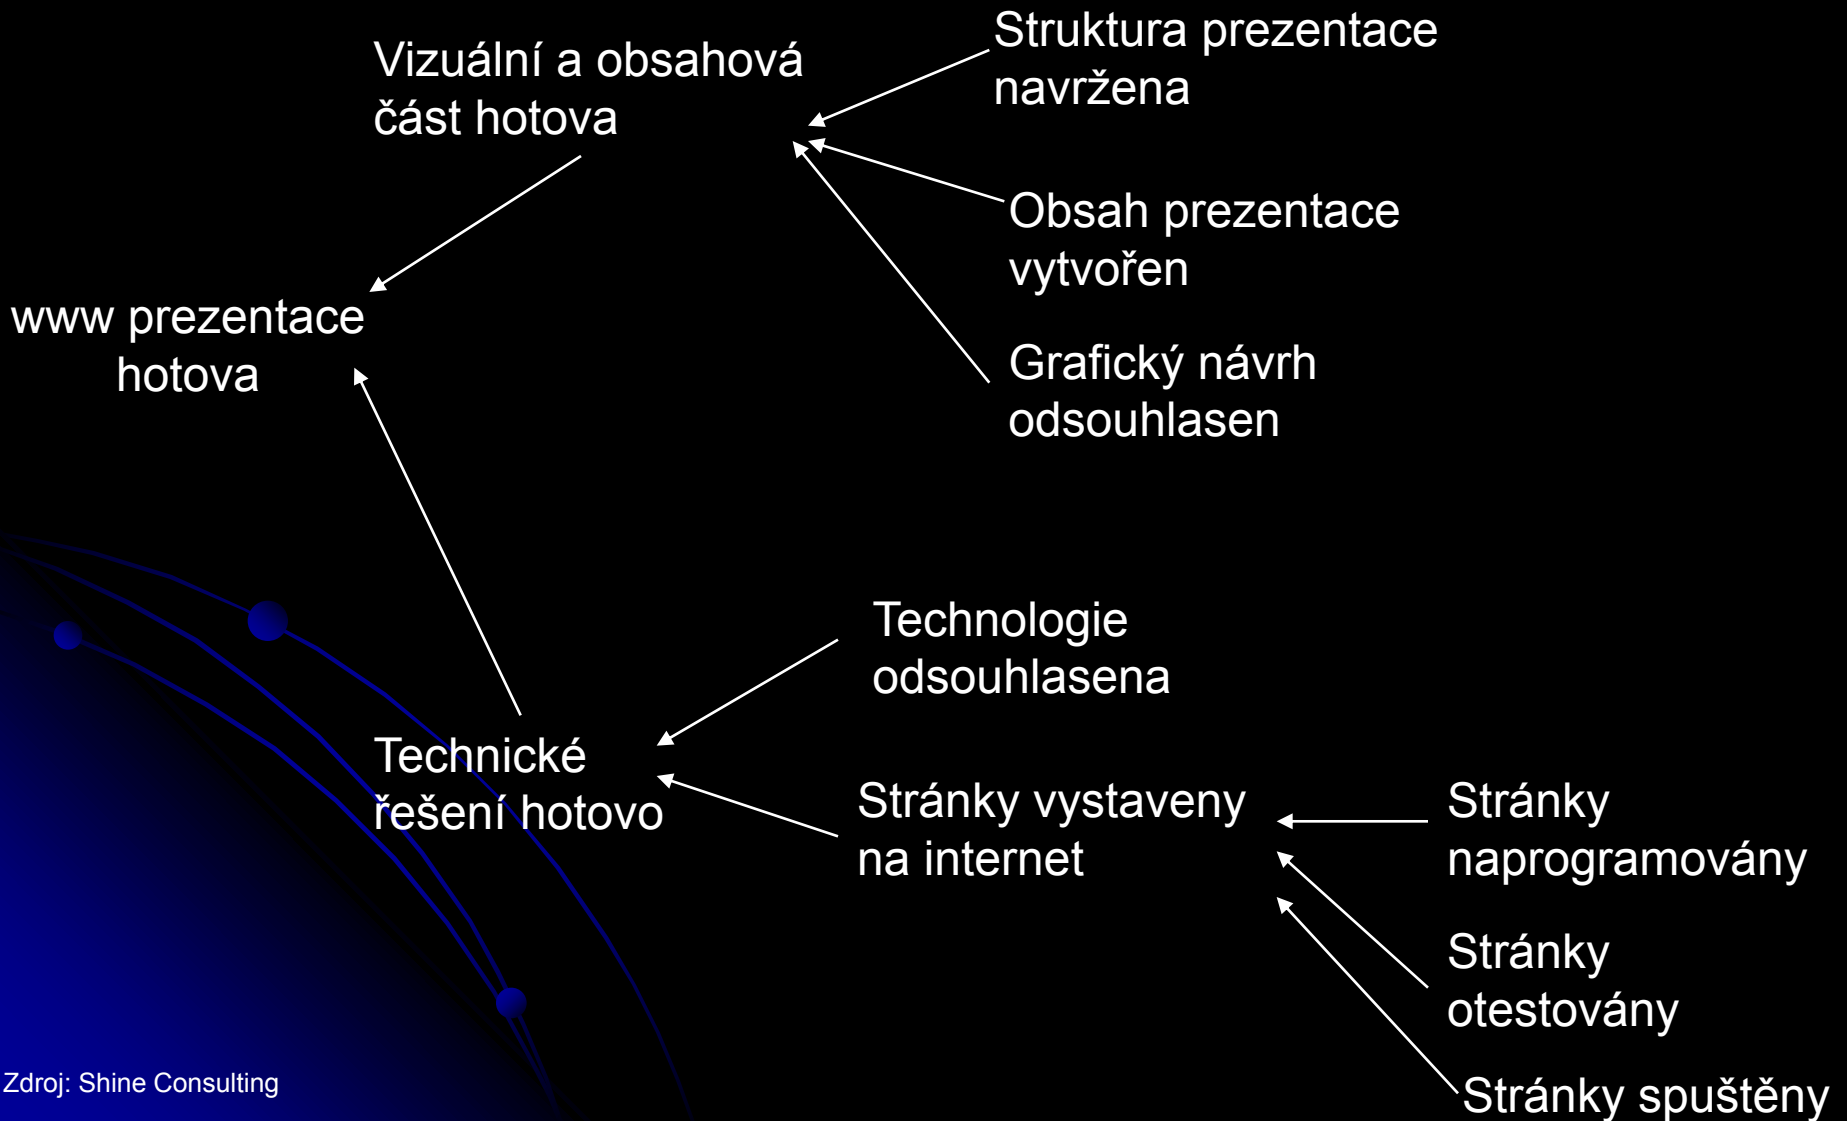 Vizuální a obsahová
část hotova
Struktura prezentace
navržena
Obsah prezentace
vytvořen
Grafický návrh
odsouhlasen
www prezentace
hotova
Technologie
odsouhlasena
Technické
řešení hotovo
Stránky vystaveny
na internet
Stránky
naprogramovány
Stránky
otestovány
Stránky spuštěny
Zdroj: Shine Consulting